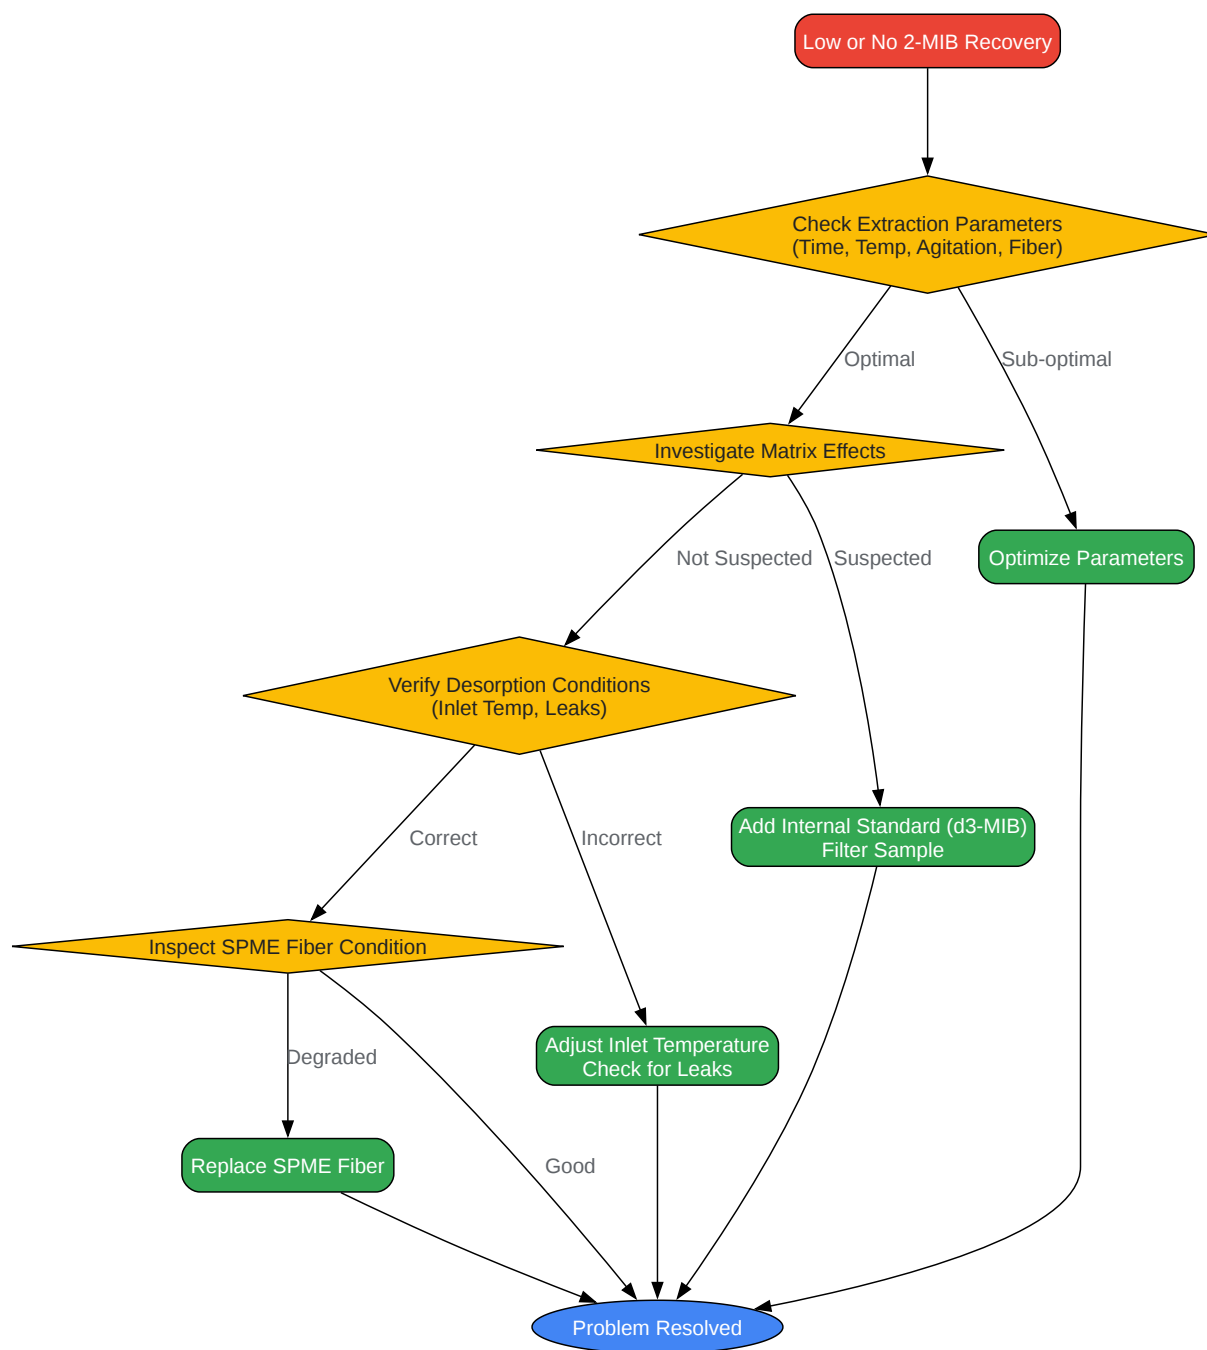 Low or No 2-MIB Recovery
Check Extraction Parameters
(Time, Temp, Agitation, Fiber)
Optimal
Sub-optimal
Investigate Matrix Effects
Not Suspected
Suspected
Optimize Parameters
Verify Desorption Conditions
(Inlet Temp, Leaks)
Correct
Incorrect
Add Internal Standard (d3-MIB)
Filter Sample
Inspect SPME Fiber Condition
Degraded
Adjust Inlet Temperature
Check for Leaks
Replace SPME Fiber
Good
Problem Resolved